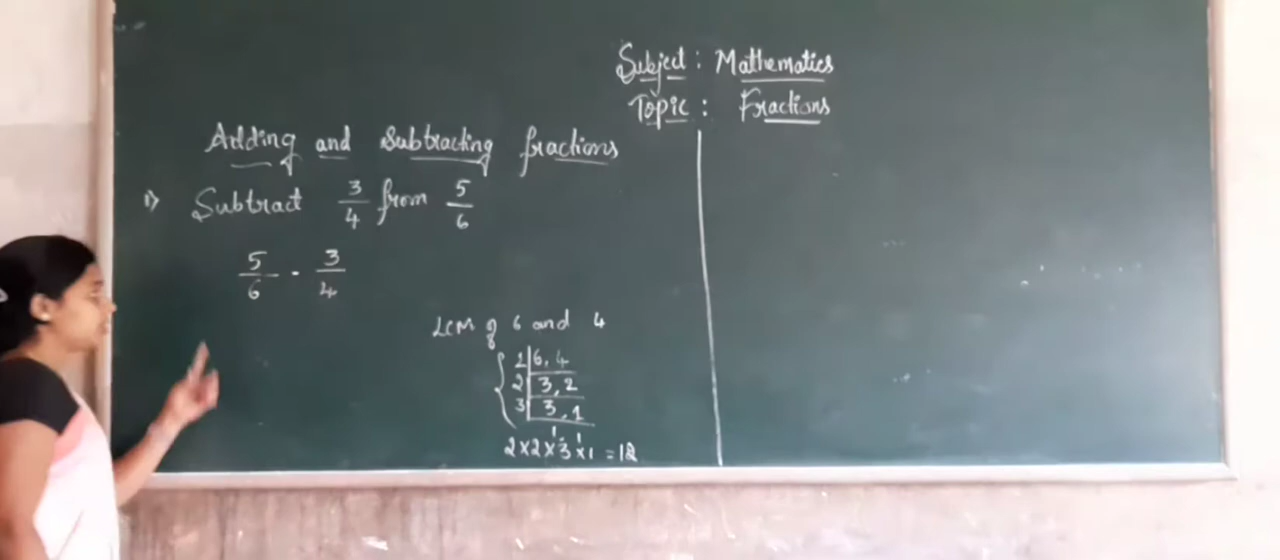 Subject : Mathematics
Topic : Fractions
Adding and Subtracting fractions
1) Subtract 3/4 from 5/6
5/6 - 3/4
LCM of 6 and 4
2 | 6, 4
2 | 3, 2
3 | 3, 1
1, 1
2×2×3×1 = 12